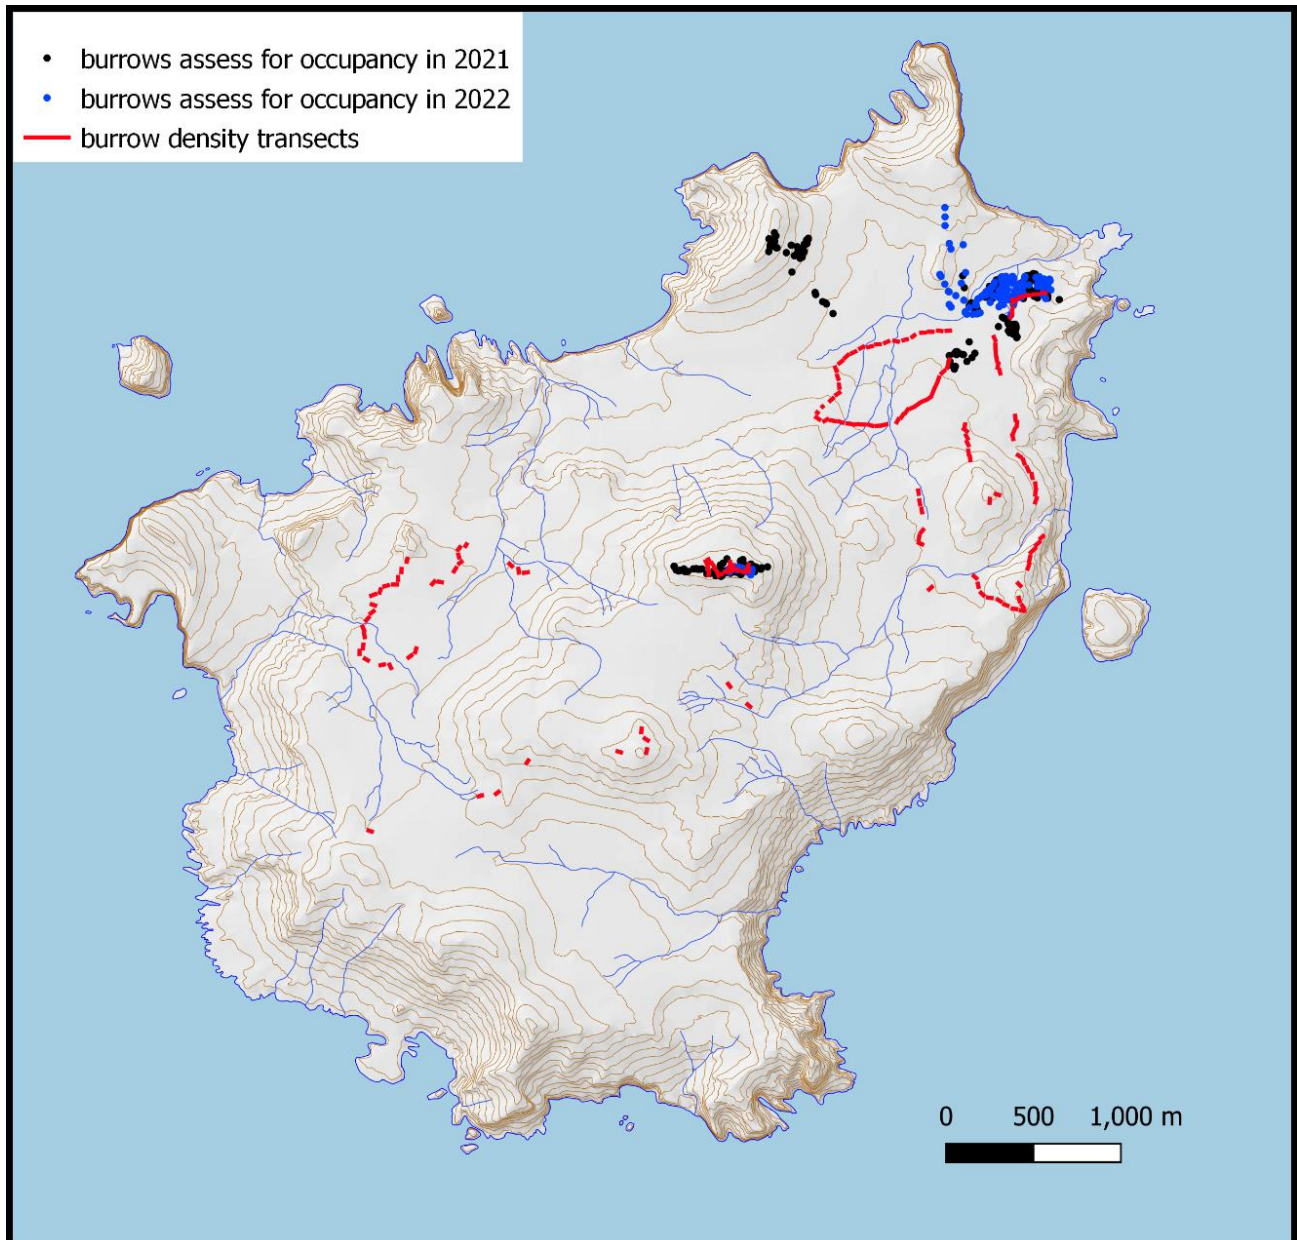 burrows assess for occupancy in 2021
burrows assess for occupancy in 2022
burrow density transects
0 500 1,000 m